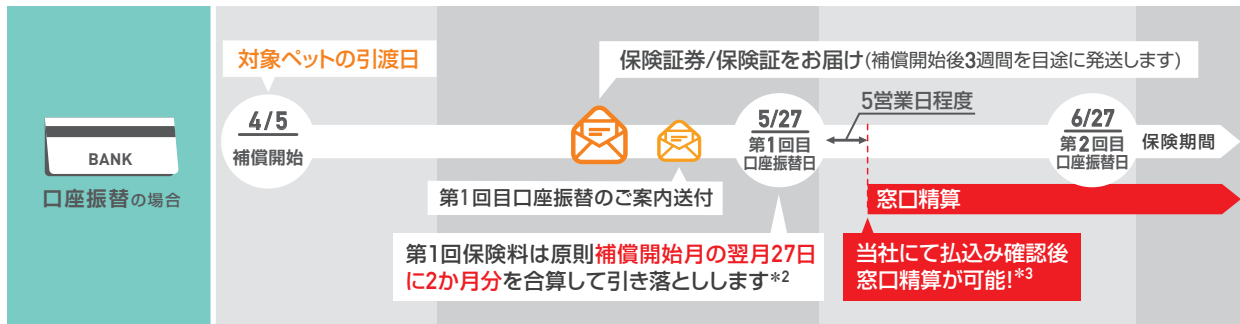 BANK
口座振替の場合
対象ペットの引渡日
4/5
補償開始
保険証券/保険証をお届け(補償開始後3週間を目途に発送します)
第1回目口座振替のご案内送付
5/27
第1回目
口座振替日
5営業日程度
6/27
第2回目
口座振替日
保険期間
窓口精算
第1回保険料は原則補償開始月の翌月27日
に2か月分を合算して引き落としします*2
当社にて払込み確認後
窓口精算が可能!*3